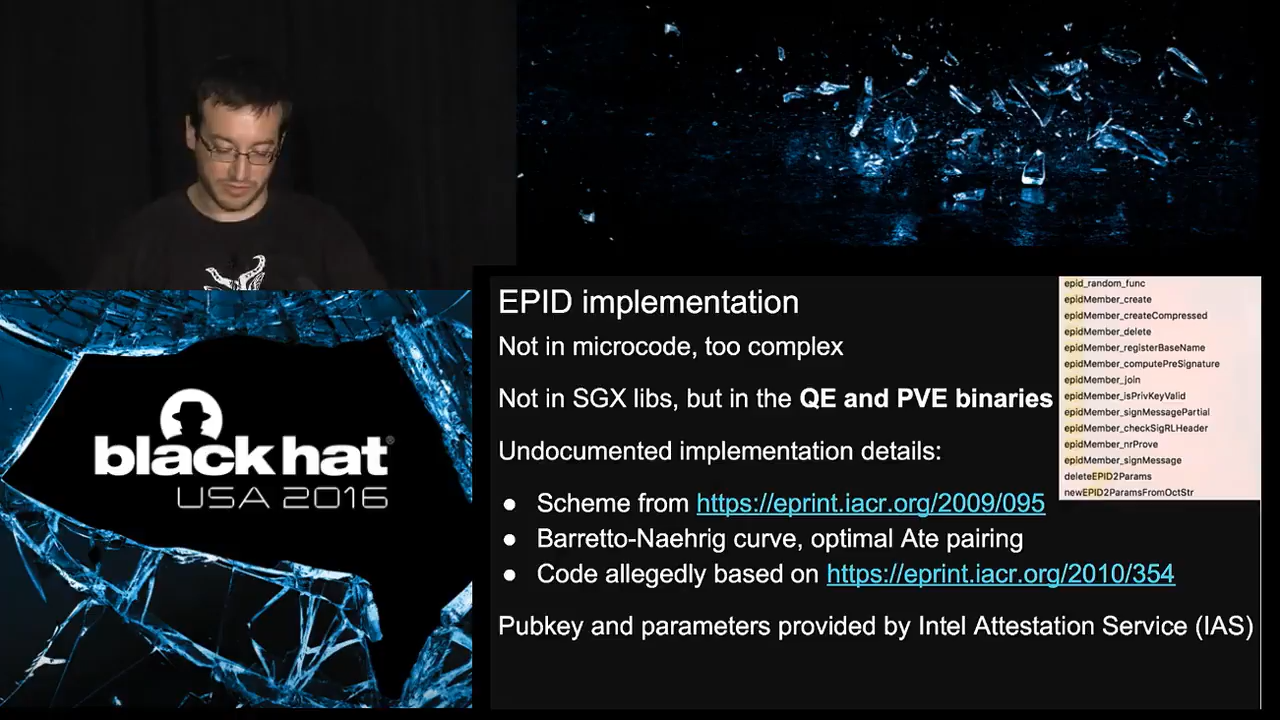 EPID implementation
Not in microcode, too complex
Not in SGX libs, but in the QE and PVE binaries
Undocumented implementation details:
● Scheme from https://eprint.iacr.org/2009/095
● Barretto-Naehrig curve, optimal Ate pairing
● Code allegedly based on https://eprint.iacr.org/2010/354
Pubkey and parameters provided by Intel Attestation Service (IAS)
epid_random_func
epidMember_create
epidMember_createCompressed
epidMember_delete
epidMember_registerBaseName
epidMember_computePreSignature
epidMember_join
epidMember_isPrivKeyValid
epidMember_signMessagePartial
epidMember_checkSigRLHeader
epidMember_nrProve
epidMember_signMessage
deleteEPID2Params
newEPID2ParamsFromOctStr
black hat®
USA 2016